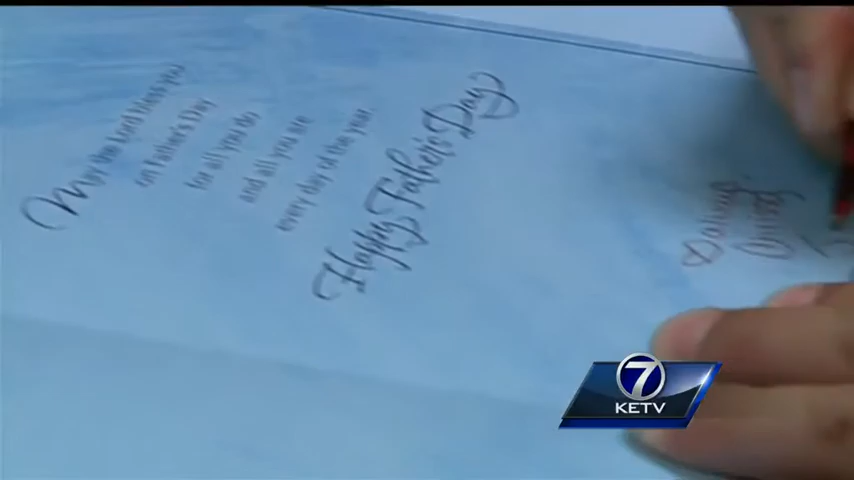 May the Lord bless you
on Father's Day
for all you do
and all you are
every day of the year.
Happy Father's Day
7
KETV